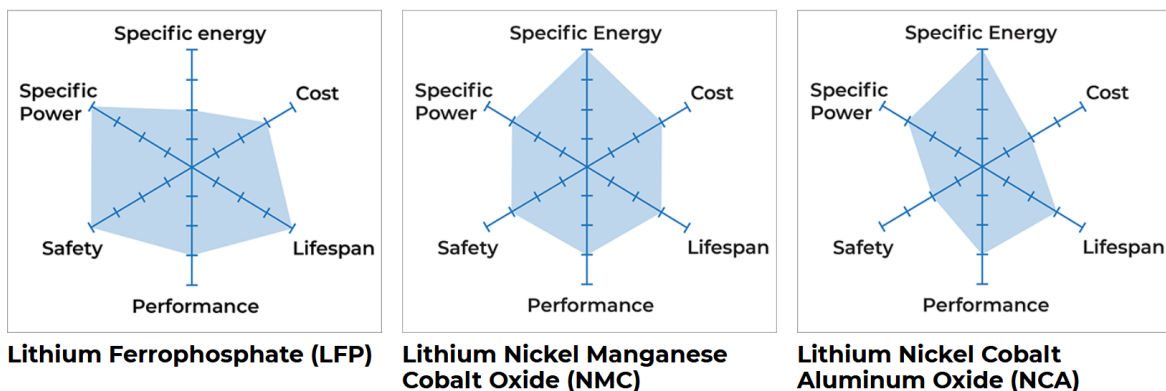 Specific energy
Specific
Power
Cost
Safety
Lifespan
Performance
Lithium Ferrophosphate (LFP)
Specific Energy
Specific
Power
Cost
Safety
Lifespan
Performance
Lithium Nickel Manganese
Cobalt Oxide (NMC)
Specific Energy
Specific
Power
Cost
Safety
Lifespan
Performance
Lithium Nickel Cobalt
Aluminum Oxide (NCA)